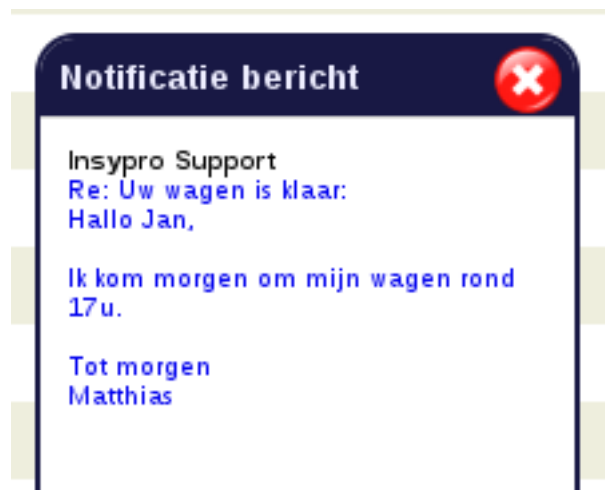 Notificatie bericht
Insypro Support
Re: Uw wagen is klaar:
Hallo Jan,
Ik kom morgen om mijn wagen rond
17u.
Tot morgen
Matthias